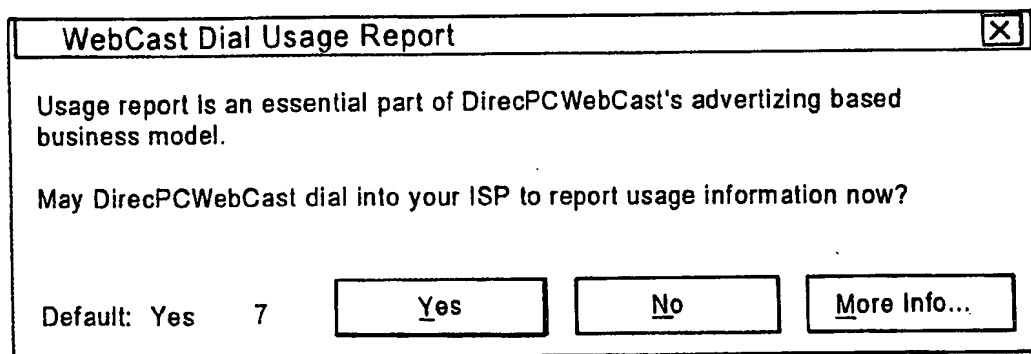 WebCast Dial Usage Report
Usage report is an essential part of DirecPCWebCast's advertizing based
business model.
May DirecPCWebCast dial into your ISP to report usage information now?
Default: Yes 7 Yes No More Info...